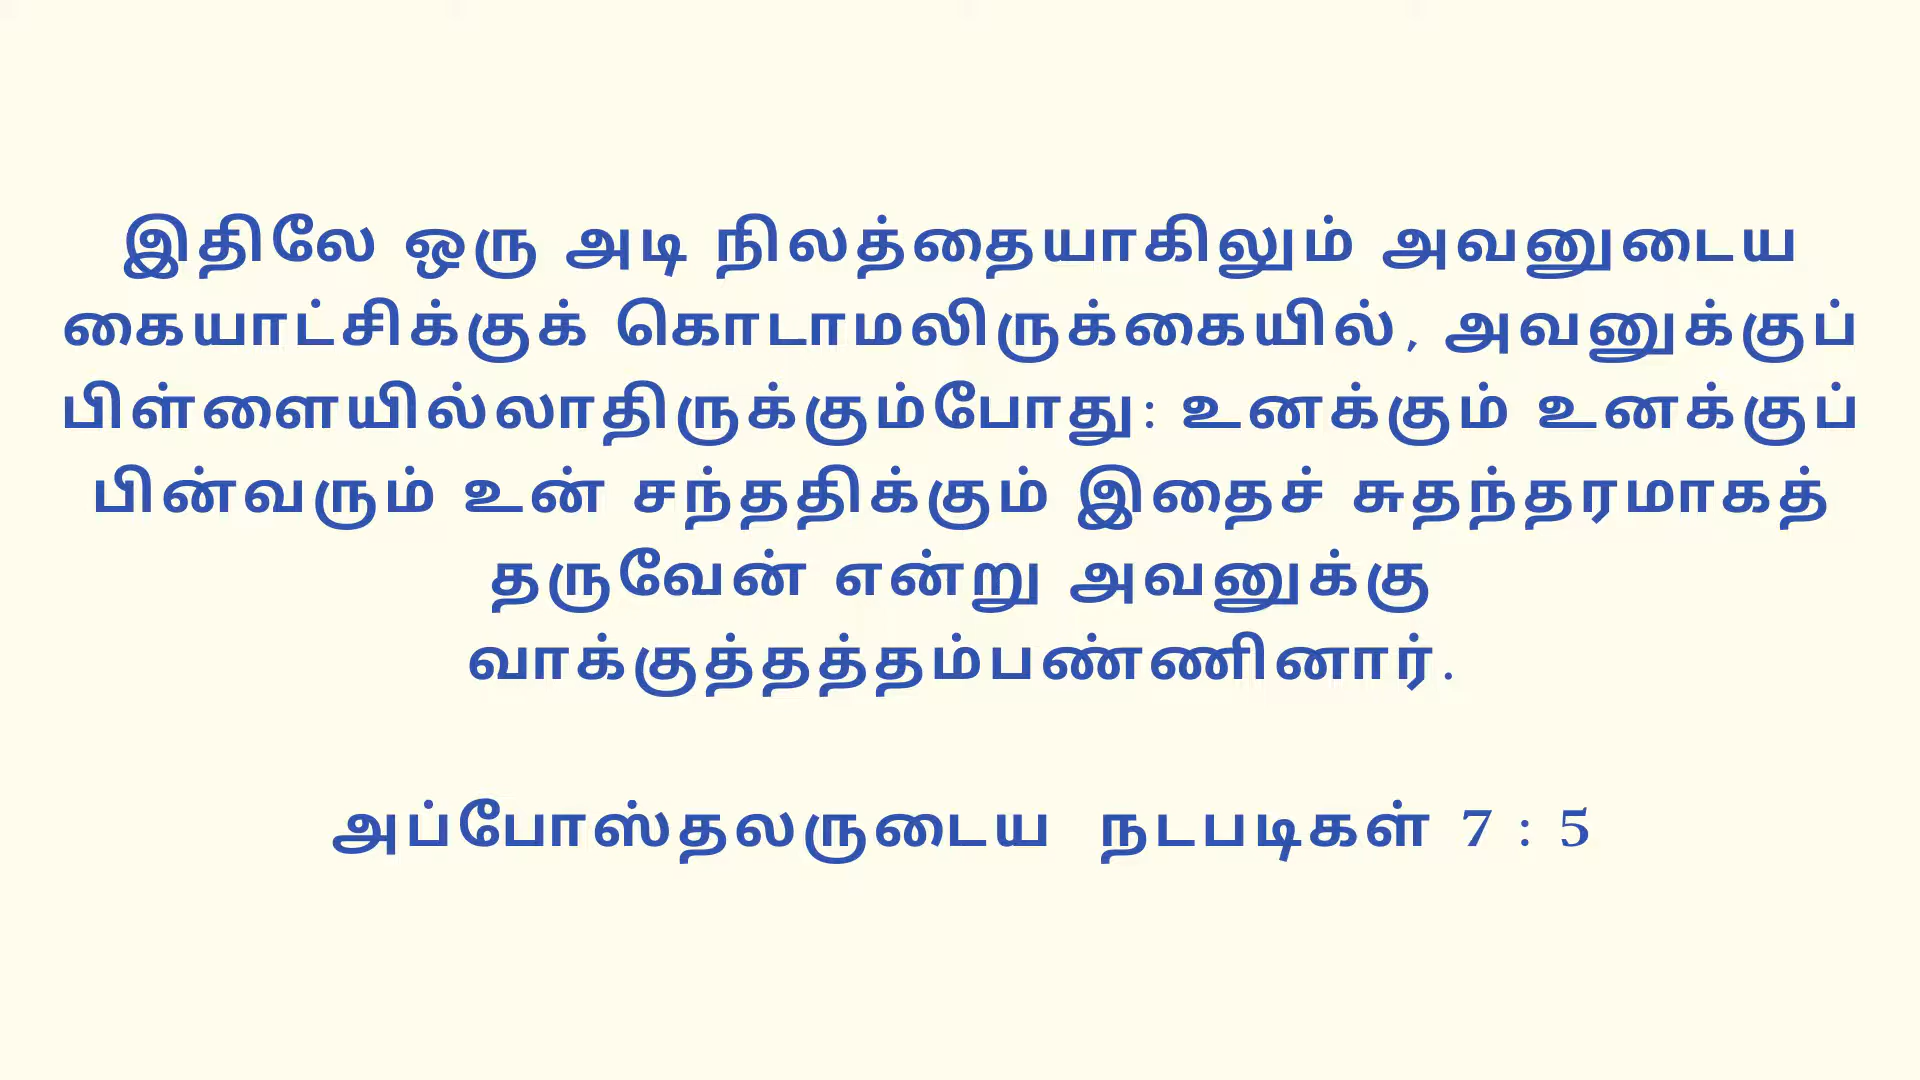 இதிலே ஒரு அடி நிலத்தையாகிலும் அவனுடைய
கையாட்சிக்குக் கொடாமலிருக்கையில், அவனுக்குப்
பிள்ளையில்லாதிருக்கும்போது: உனக்கும் உனக்குப்
பின்வரும் உன் சந்ததிக்கும் இதைச் சுதந்தரமாகத்
தருவேன் என்று அவனுக்கு
வாக்குத்தத்தம்பண்ணினார்.
அப்போஸ்தலருடைய நடபடிகள் 7 : 5